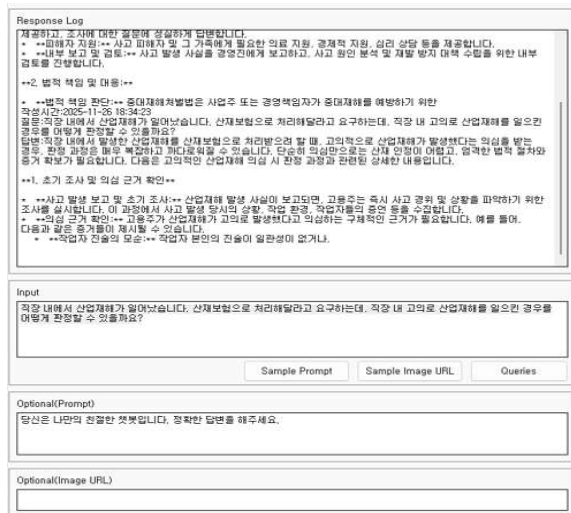 Response Log
제공하고, 조사에 대한 질문에 성실하게 답변합니다.
*   **피해자 지원:** 사고 피해자 및 그 가족에게 필요한 의료 지원, 경제적 지원, 심리 상담 등을 제공합니다.
*   **내부 보고 및 검토:** 사고 발생 사실을 경영진에게 보고하고, 사고 원인 분석 및 재발 방지 대책 수립을 위한 내부
검토를 진행합니다.
**2. 법적 책임 및 대응:**
*   **법적 책임 판단:** 중대재해처벌법은 사업주 또는 경영책임자가 중대재해를 예방하기 위한
작성시간:2025-11-26 18:34:23
질문:직장 내에서 산업재해가 일어났습니다. 산재보험으로 처리해달라고 요구하는데, 직장 내 고의로 산업재해를 일으킨
경우를 어떻게 판정할 수 있을까요?
답변:직장 내에서 발생한 산업재해를 산재보험으로 처리받으려 할 때, 고의적으로 산업재해가 발생했다는 의심을 받는
경우, 판정 과정은 매우 복잡하고 까다로워질 수 있습니다. 단순히 의심만으로는 산재 인정이 어렵고, 엄격한 법적 절차와
증거 확보가 필요합니다. 다음은 고의적인 산업재해 의심 시 판정 과정과 관련된 상세한 내용입니다.
**1. 초기 조사 및 의심 근거 확인**
*   **사고 발생 보고 및 초기 조사:** 산업재해 발생 사실이 보고되면, 고용주는 즉시 사고 경위 및 상황을 파악하기 위한
조사를 실시합니다. 이 과정에서 사고 발생 당시의 상황, 작업 환경, 작업자들의 증언 등을 수집합니다.
*   **의심 근거 확인:** 고용주가 산업재해가 고의로 발생했다고 의심하는 구체적인 근거가 필요합니다. 예를 들어,
다음과 같은 증거들이 제시될 수 있습니다.
*   **작업자 진술의 모순:** 작업자 본인의 진술이 일관성이 없거나,
Input
직장 내에서 산업재해가 일어났습니다. 산재보험으로 처리해달라고 요구하는데, 직장 내 고의로 산업재해를 일으킨 경우를
어떻게 판정할 수 있을까요?
Sample Prompt Sample Image URL Queries
Optional(Prompt)
당신은 나만의 친절한 챗봇입니다. 정확한 답변을 해주세요.
Optional(Image URL)